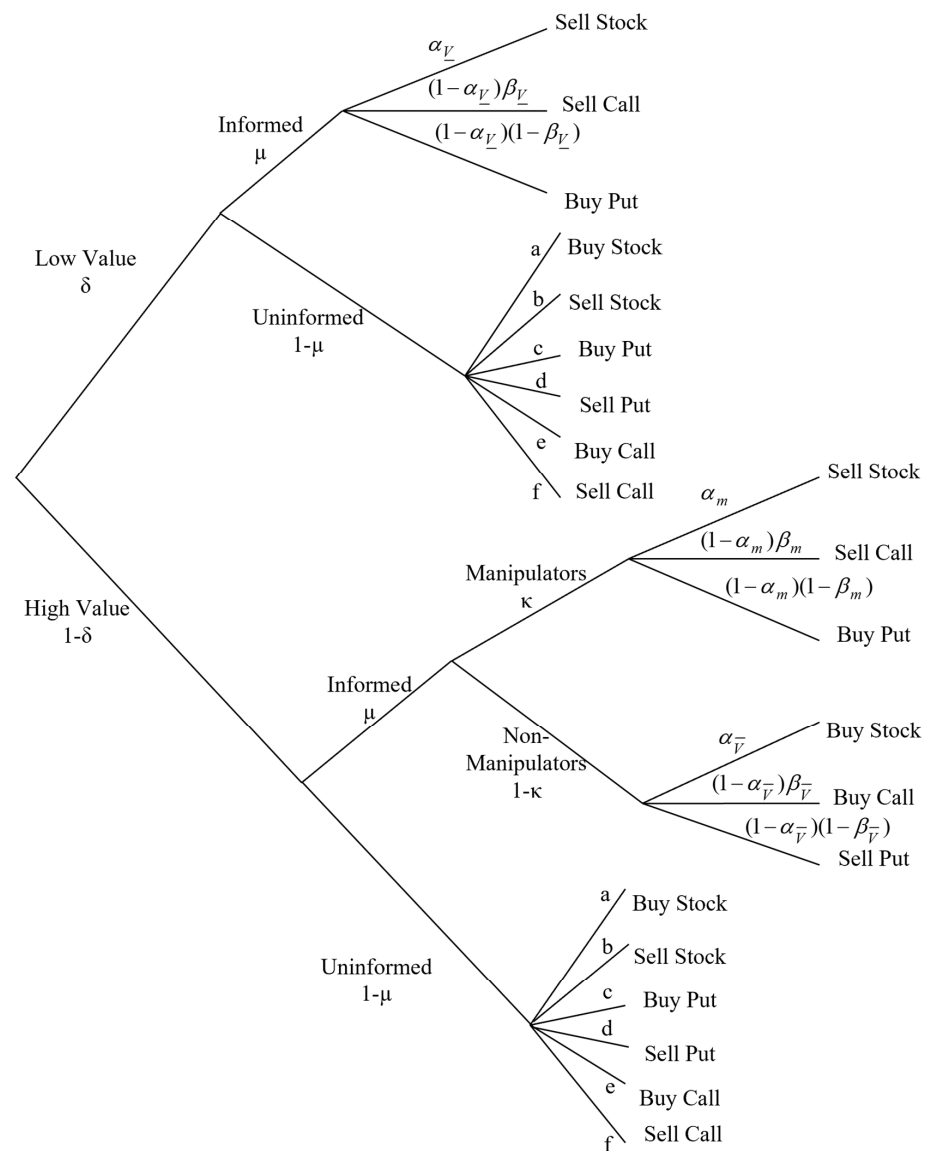 Sell Stock
α_V̲
(1−α_V̲)β_V̲
Sell Call
(1−α_V̲)(1−β_V̲)
Buy Put
Informed
μ
Low Value
δ
Uninformed
1-μ
a
Buy Stock
b
Sell Stock
c
Buy Put
d
Sell Put
e
Buy Call
f
Sell Call
High Value
1-δ
Informed
μ
Manipulators
κ
α_m
Sell Stock
(1−α_m)β_m
Sell Call
(1−α_m)(1−β_m)
Buy Put
Non-
Manipulators
1-κ
α_V̅
Buy Stock
(1−α_V̅)β_V̅
Buy Call
(1−α_V̅)(1−β_V̅)
Sell Put
Uninformed
1-μ
a
Buy Stock
b
Sell Stock
c
Buy Put
d
Sell Put
e
Buy Call
f
Sell Call